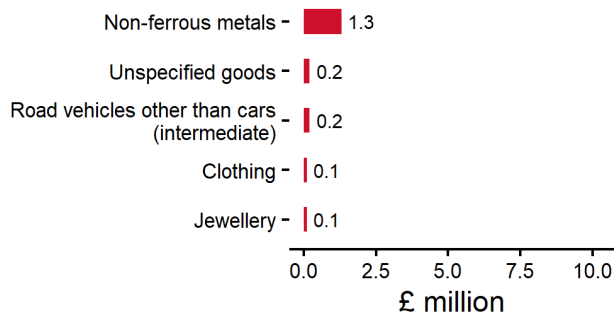 Non-ferrous metals
1.3
Unspecified goods
0.2
Road vehicles other than cars
(intermediate)
0.2
Clothing
0.1
Jewellery
0.1
0.0 2.5 5.0 7.5 10.0
£ million